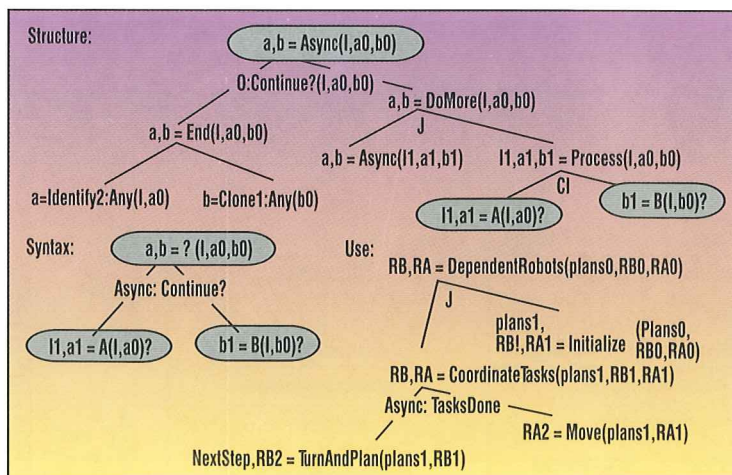 Structure:
a,b = Async(I,a0,b0)
O:Continue?(I,a0,b0)
a,b = DoMore(I,a0,b0)
J
a,b = End(I,a0,b0)
a,b = Async(I1,a1,b1)
I1,a1,b1 = Process(I,a0,b0)
CI
a=Identify2:Any(I,a0)
b=Clone1:Any(b0)
I1,a1 = A(I,a0)?
b1 = B(I,b0)?
Syntax:
a,b = ? (I,a0,b0)
Async: Continue?
I1,a1 = A(I,a0)?
b1 = B(I,b0)?
Use:
RB,RA = DependentRobots(plans0,RB0,RA0)
J
plans1,
RB!,RA1 = Initialize
(Plans0,
RB0,RA0)
RB,RA = CoordinateTasks(plans1,RB1,RA1)
Async: TasksDone
RA2 = Move(plans1,RA1)
NextStep,RB2 = TurnAndPlan(plans1,RB1)